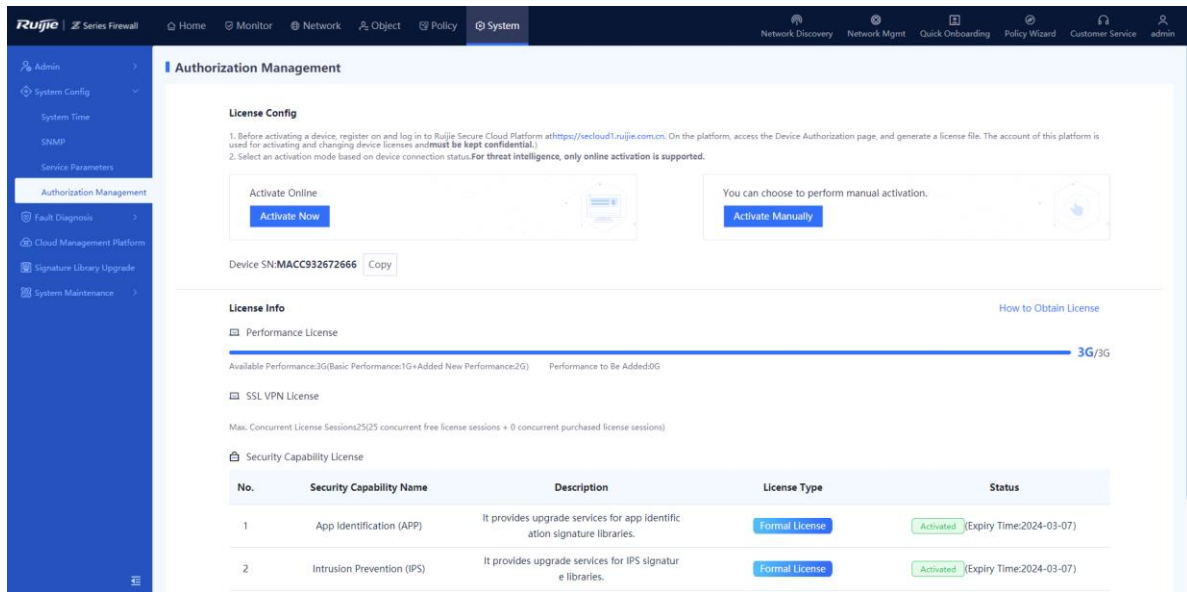 Ruijie | Z Series Firewall
Home
Monitor
Network
Object
Policy
System
Network Discovery
Network Mgmt
Quick Onboarding
Policy Wizard
Customer Service
admin
Admin
System Config
System Time
SNMP
Service Parameters
Authorization Management
Fault Diagnosis
Cloud Management Platform
Signature Library Upgrade
System Maintenance
Authorization Management
License Config
1. Before activating a device, register on and log in to Ruijie Secure Cloud Platform athttps://secloud1.ruijie.com.cn. On the platform, access the Device Authorization page, and generate a license file. The account of this platform is
used for activating and changing device licenses andmust be kept confidential.)
2. Select an activation mode based on device connection status.For threat intelligence, only online activation is supported.
Activate Online
Activate Now
You can choose to perform manual activation.
Activate Manually
Device SN:MACC932672666 Copy
License Info
How to Obtain License
Performance License
3G/3G
Available Performance:3G(Basic Performance:1G+Added New Performance:2G) Performance to Be Added:0G
SSL VPN License
Max. Concurrent License Sessions25(25 concurrent free license sessions + 0 concurrent purchased license sessions)
Security Capability License
No. Security Capability Name Description License Type Status
1 App Identification (APP) It provides upgrade services for app identific
ation signature libraries. Formal License Activated (Expiry Time:2024-03-07)
2 Intrusion Prevention (IPS) It provides upgrade services for IPS signatur
e libraries. Formal License Activated (Expiry Time:2024-03-07)